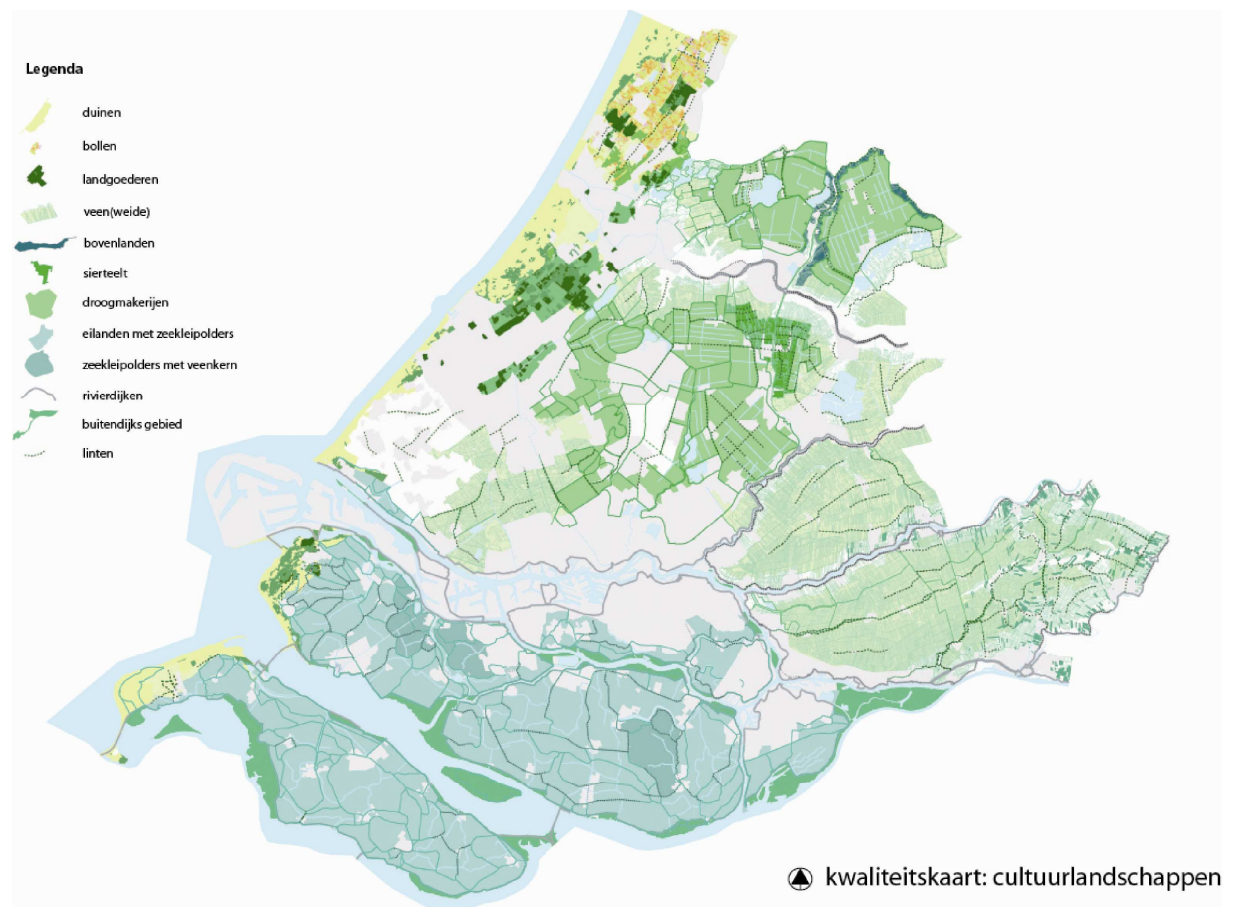 Legenda
duinen
bollen
landgoederen
veen(weide)
bovenlanden
sierteelt
droogmakerijen
eilanden met zeekleipolders
zeekleipolders met veenkern
rivierdijken
buitendijks gebied
linten
kwaliteitskaart: cultuurlandschappen